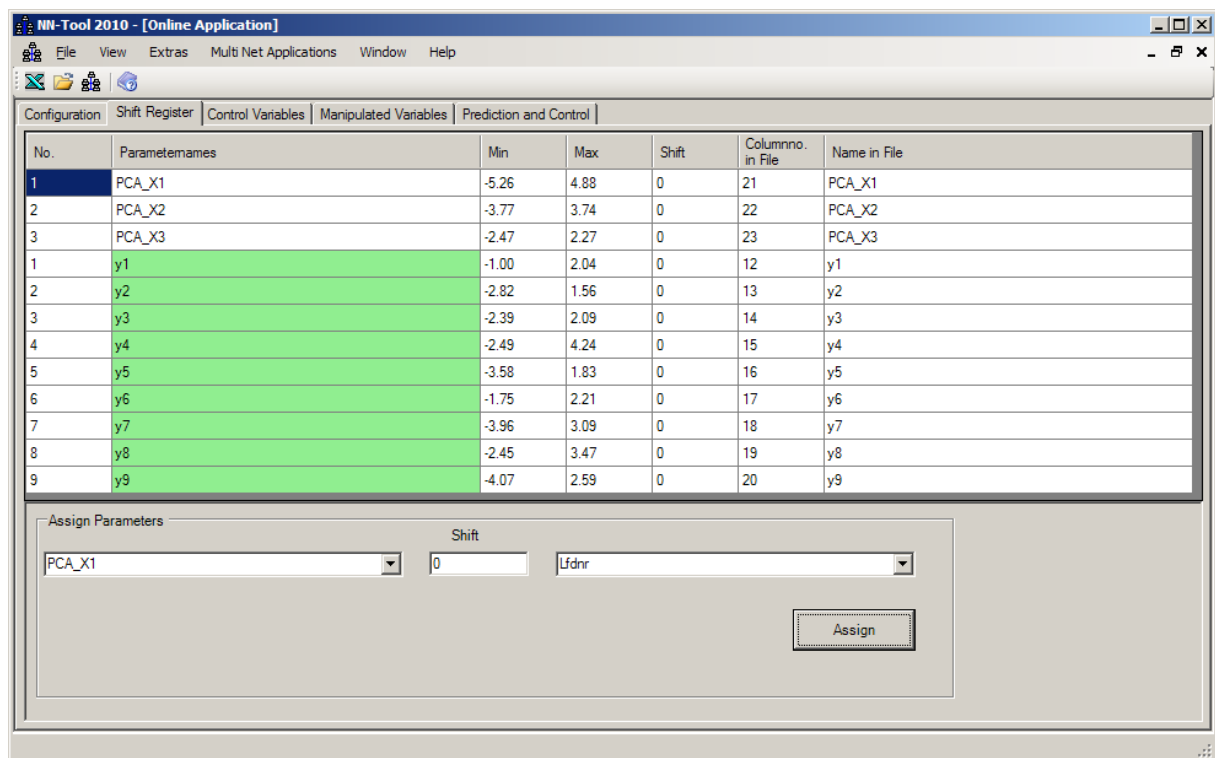 NN-Tool 2010 - [Online Application]
File View Extras Multi Net Applications Window Help
Configuration Shift Register Control Variables Manipulated Variables Prediction and Control
No. Parameternames Min Max Shift Columnno. in File Name in File
1 PCA_X1 -5.26 4.88 0 21 PCA_X1
2 PCA_X2 -3.77 3.74 0 22 PCA_X2
3 PCA_X3 -2.47 2.27 0 23 PCA_X3
1 y1 -1.00 2.04 0 12 y1
2 y2 -2.82 1.56 0 13 y2
3 y3 -2.39 2.09 0 14 y3
4 y4 -2.49 4.24 0 15 y4
5 y5 -3.58 1.83 0 16 y5
6 y6 -1.75 2.21 0 17 y6
7 y7 -3.96 3.09 0 18 y7
8 y8 -2.45 3.47 0 19 y8
9 y9 -4.07 2.59 0 20 y9
Assign Parameters
Shift
PCA_X1 0 Lfdnr
Assign